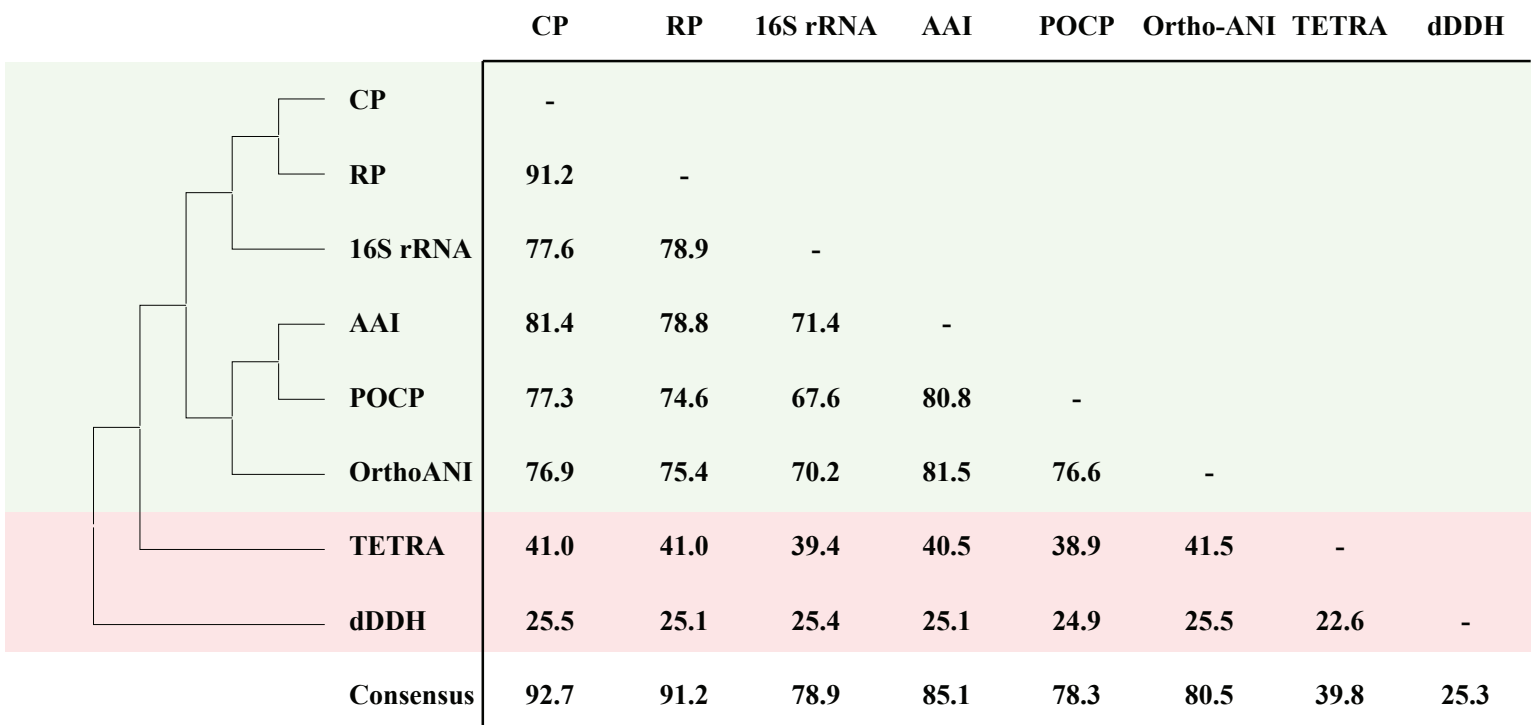 CP RP 16S rRNA AAI POCP Ortho-ANI TETRA dDDH
CP -
RP 91.2 -
16S rRNA 77.6 78.9 -
AAI 81.4 78.8 71.4 -
POCP 77.3 74.6 67.6 80.8 -
OrthoANI 76.9 75.4 70.2 81.5 76.6 -
TETRA 41.0 41.0 39.4 40.5 38.9 41.5 -
dDDH 25.5 25.1 25.4 25.1 24.9 25.5 22.6 -
Consensus 92.7 91.2 78.9 85.1 78.3 80.5 39.8 25.3